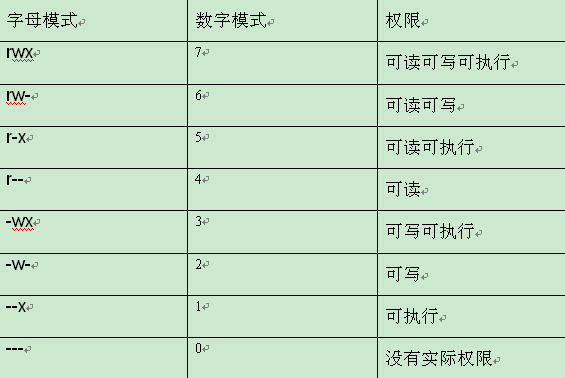 字母模式 数字模式 权限
rwx 7 可读可写可执行
rw- 6 可读可写
r-x 5 可读可执行
r-- 4 可读
-wx 3 可写可执行
-w- 2 可写
--x 1 可执行
--- 0 没有实际权限